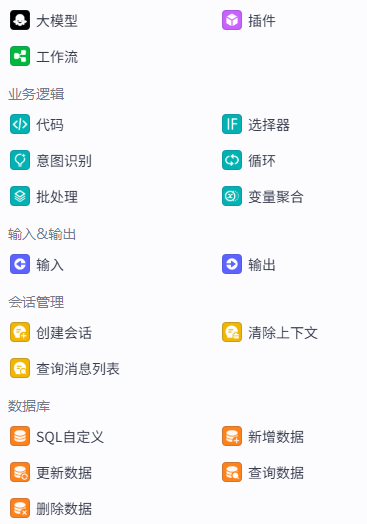 大模型 插件
工作流
业务逻辑
代码 选择器
意图识别 循环
批处理 变量聚合
输入&输出
输入 输出
会话管理
创建会话 清除上下文
查询消息列表
数据库
SQL自定义 新增数据
更新数据 查询数据
删除数据